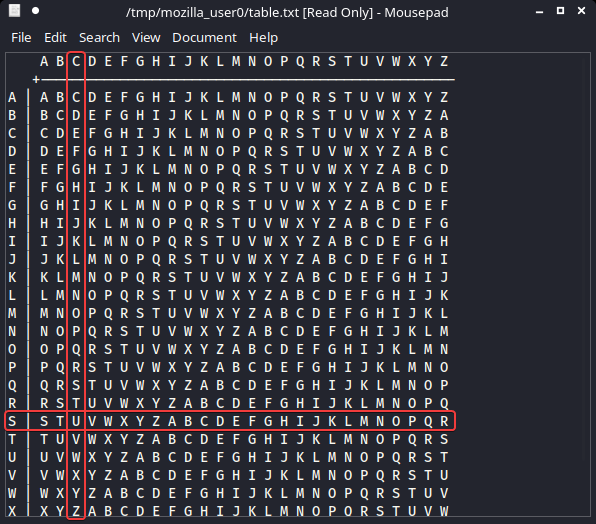 /tmp/mozilla_user0/table.txt [Read Only] - Mousepad
File Edit Search View Document Help
A B C D E F G H I J K L M N O P Q R S T U V W X Y Z
+——————————————————————————
A | A B C D E F G H I J K L M N O P Q R S T U V W X Y Z
B | B C D E F G H I J K L M N O P Q R S T U V W X Y Z A
C | C D E F G H I J K L M N O P Q R S T U V W X Y Z A B
D | D E F G H I J K L M N O P Q R S T U V W X Y Z A B C
E | E F G H I J K L M N O P Q R S T U V W X Y Z A B C D
F | F G H I J K L M N O P Q R S T U V W X Y Z A B C D E
G | G H I J K L M N O P Q R S T U V W X Y Z A B C D E F
H | H I J K L M N O P Q R S T U V W X Y Z A B C D E F G
I | I J K L M N O P Q R S T U V W X Y Z A B C D E F G H
J | J K L M N O P Q R S T U V W X Y Z A B C D E F G H I
K | K L M N O P Q R S T U V W X Y Z A B C D E F G H I J
L | L M N O P Q R S T U V W X Y Z A B C D E F G H I J K
M | M N O P Q R S T U V W X Y Z A B C D E F G H I J K L
N | N O P Q R S T U V W X Y Z A B C D E F G H I J K L M
O | O P Q R S T U V W X Y Z A B C D E F G H I J K L M N
P | P Q R S T U V W X Y Z A B C D E F G H I J K L M N O
Q | Q R S T U V W X Y Z A B C D E F G H I J K L M N O P
R | R S T U V W X Y Z A B C D E F G H I J K L M N O P Q
S | S T U V W X Y Z A B C D E F G H I J K L M N O P Q R
T | T U V W X Y Z A B C D E F G H I J K L M N O P Q R S
U | U V W X Y Z A B C D E F G H I J K L M N O P Q R S T
V | V W X Y Z A B C D E F G H I J K L M N O P Q R S T U
W | W X Y Z A B C D E F G H I J K L M N O P Q R S T U V
X | X Y Z A B C D E F G H I J K L M N O P Q R S T U V W